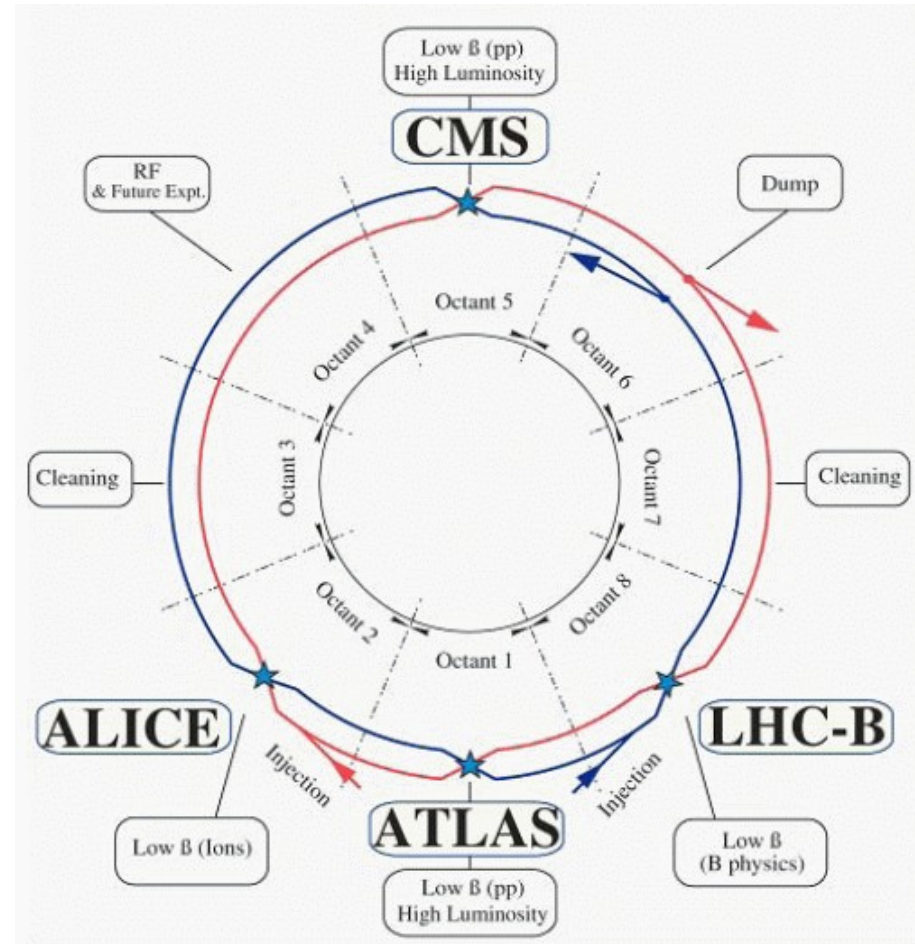 Low ß (pp)
High Luminosity
CMS
RF
& Future Expt.
Dump
Octant 5
Octant 4
Octant 6
Cleaning
Octant 3
Octant 7
Cleaning
Octant 2
Octant 8
Octant 1
ALICE
LHC-B
Injection
Injection
ATLAS
Low ß (Ions)
Low ß
(B physics)
Low ß (pp)
High Luminosity